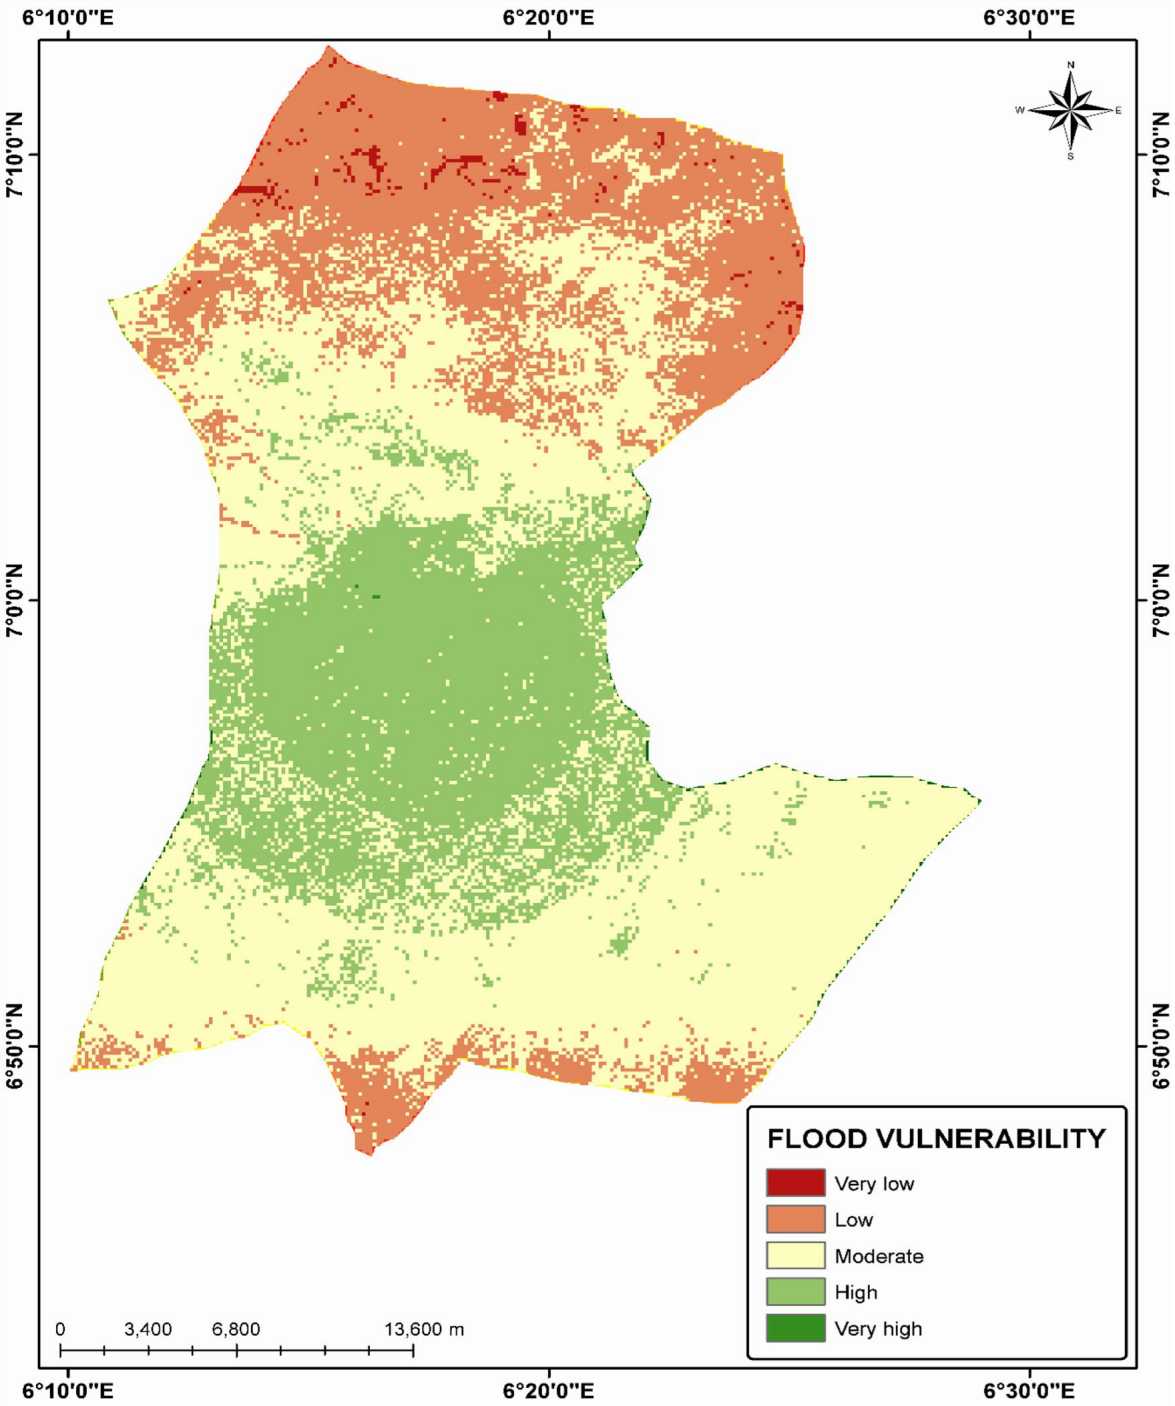 6°10'0"E 6°20'0"E 6°30'0"E
N
W E
S
7°10'0"N 7°10'0"N
7°0'0"N 7°0'0"N
6°50'0"N 6°50'0"N
FLOOD VULNERABILITY
Very low
Low
Moderate
High
Very high
0 3,400 6,800 13,600 m
6°10'0"E 6°20'0"E 6°30'0"E